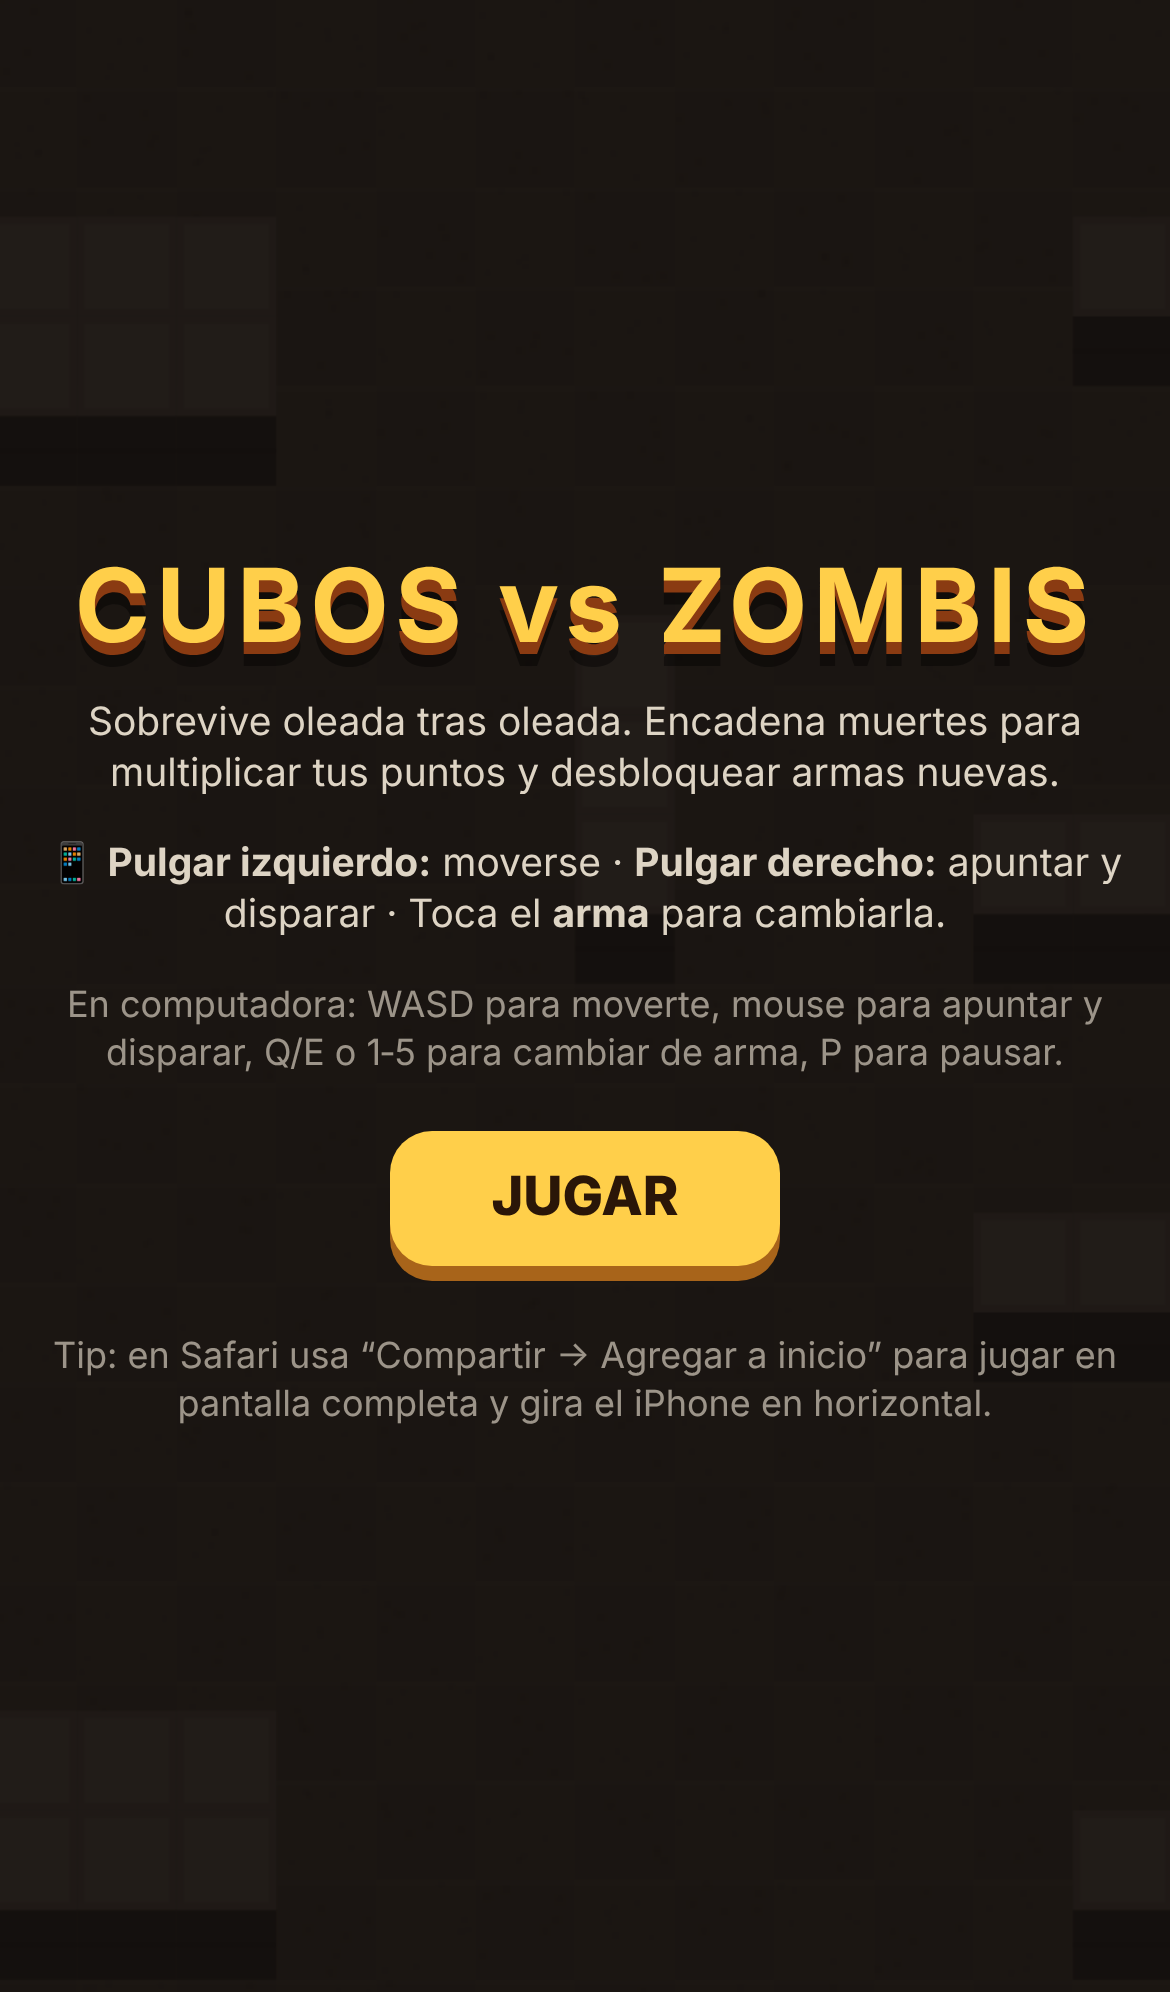 CUBOS vs ZOMBIS
Sobrevive oleada tras oleada. Encadena muertes para
multiplicar tus puntos y desbloquear armas nuevas.
📱 Pulgar izquierdo: moverse · Pulgar derecho: apuntar y
disparar · Toca el arma para cambiarla.
En computadora: WASD para moverte, mouse para apuntar y
disparar, Q/E o 1-5 para cambiar de arma, P para pausar.
JUGAR
Tip: en Safari usa “Compartir → Agregar a inicio” para jugar en
pantalla completa y gira el iPhone en horizontal.